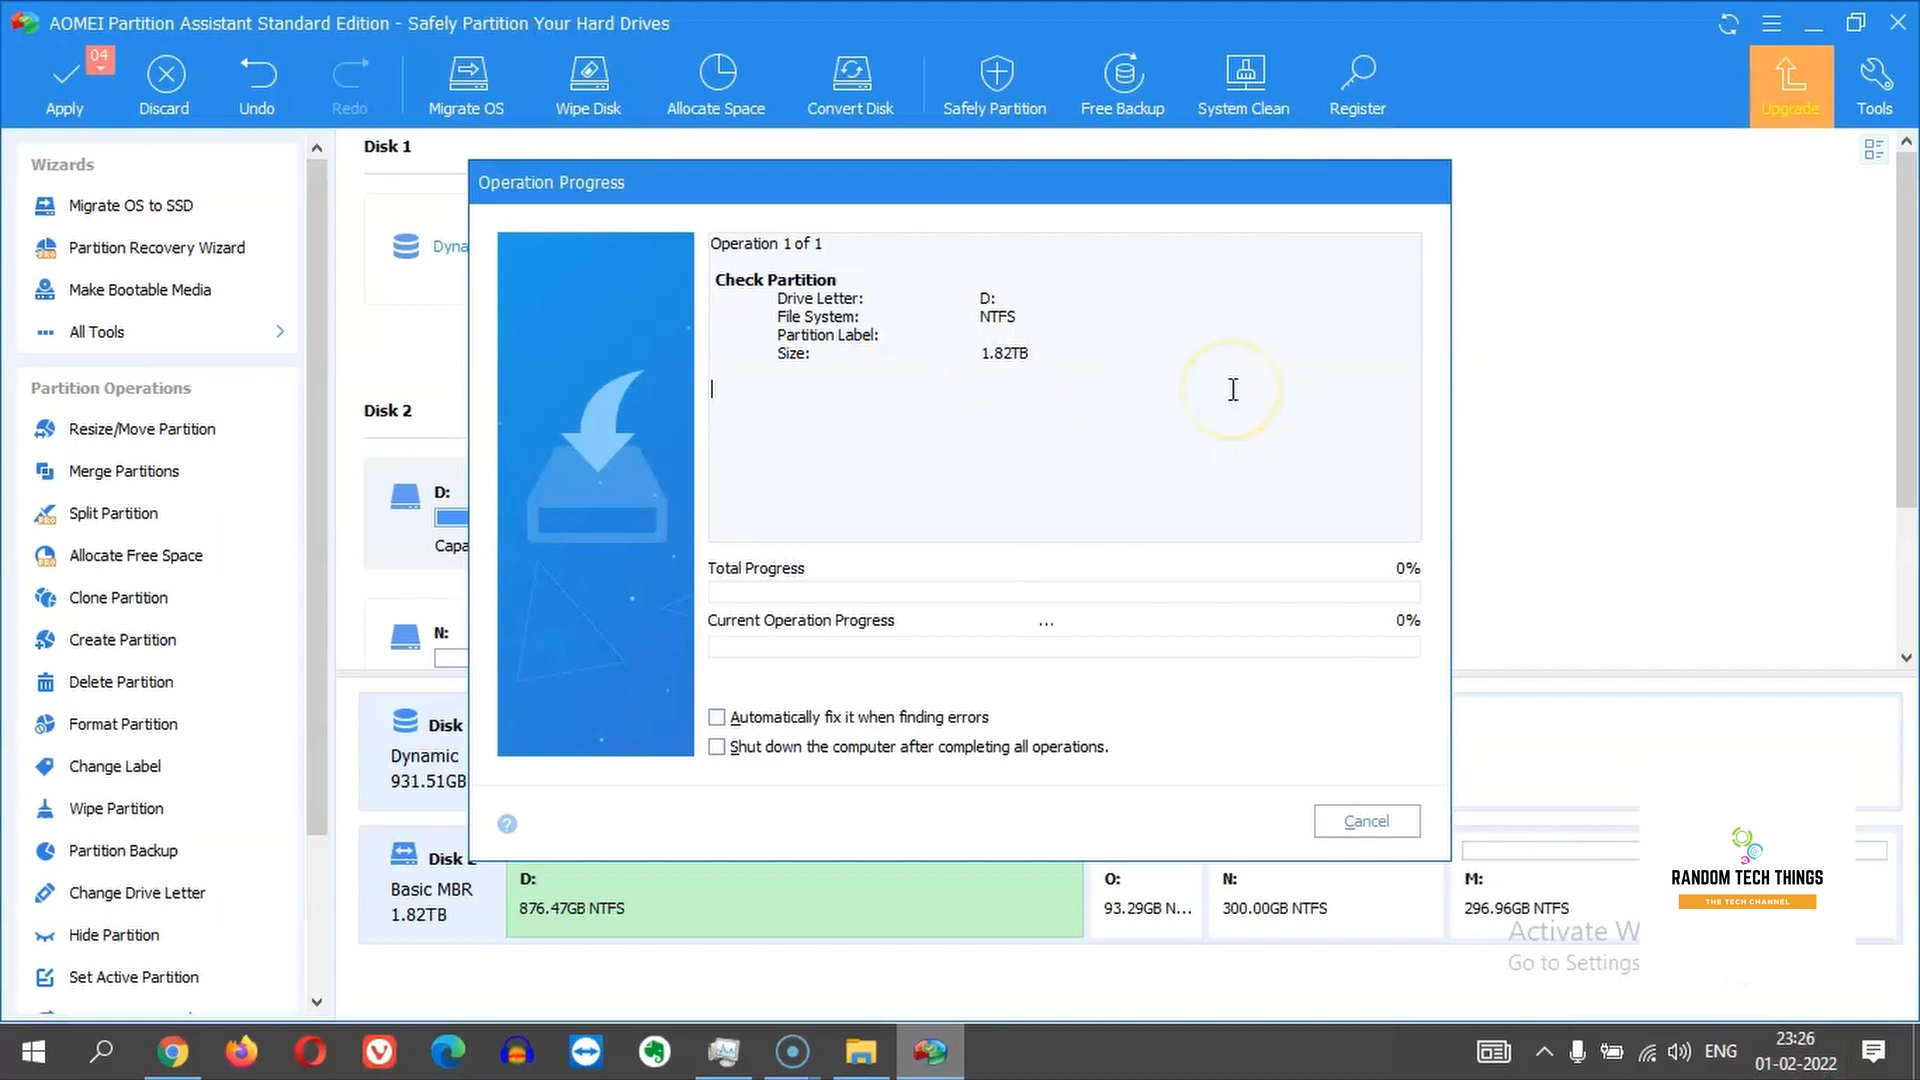 AOMEI Partition Assistant Standard Edition - Safely Partition Your Hard Drives
04
Apply
Discard
Undo
Redo
Migrate OS
Wipe Disk
Allocate Space
Convert Disk
Safely Partition
Free Backup
System Clean
Register
Upgrade
Tools
Wizards
Migrate OS to SSD
PRO
Partition Recovery Wizard
Make Bootable Media
All Tools
Partition Operations
Resize/Move Partition
Merge Partitions
PRO
Split Partition
PRO
Allocate Free Space
Clone Partition
Create Partition
Delete Partition
Format Partition
Change Label
Wipe Partition
Partition Backup
Change Drive Letter
Hide Partition
Set Active Partition
Disk 1
Dyna
Disk 2
D:
Capa
N:
Operation Progress
Operation 1 of 1
Check Partition
Drive Letter: D:
File System: NTFS
Partition Label:
Size: 1.82TB
Total Progress 0%
Current Operation Progress ... 0%
Automatically fix it when finding errors
Shut down the computer after completing all operations.
?
Cancel
Disk
Dynamic
931.51GB
Disk
Basic MBR
1.82TB
D:
876.47GB NTFS
O:
93.29GB N...
N:
300.00GB NTFS
M:
296.96GB NTFS
Activate W
Go to Settings
RANDOM TECH THINGS
THE TECH CHANNEL
ENG
23:26
01-02-2022